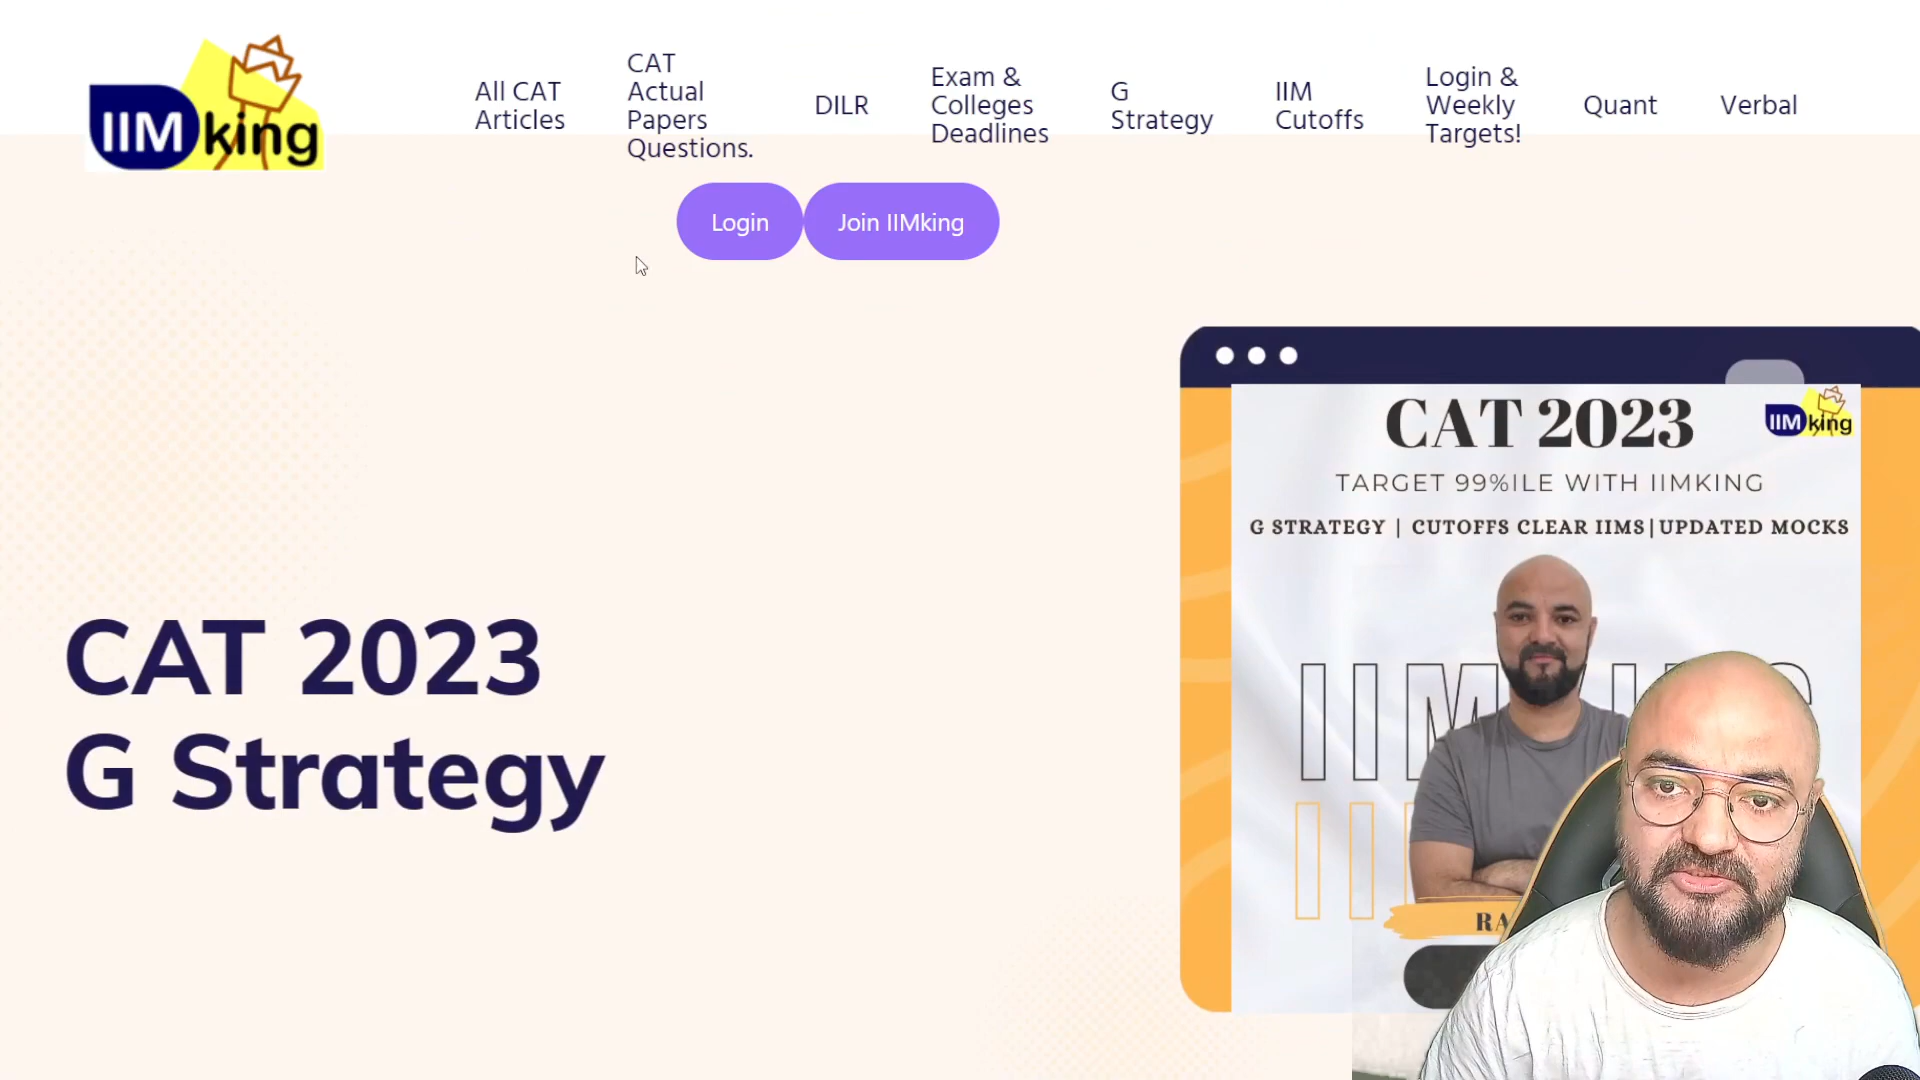 IIMking
All CAT
Articles
CAT
Actual
Papers
Questions.
DILR
Exam &
Colleges
Deadlines
G
Strategy
IIM
Cutoffs
Login &
Weekly
Targets!
Quant
Verbal
Login
Join IIMking
CAT 2023
IIMking
TARGET 99%ILE WITH IIMKING
G STRATEGY | CUTOFFS CLEAR IIMS|UPDATED MOCKS
CAT 2023
G Strategy